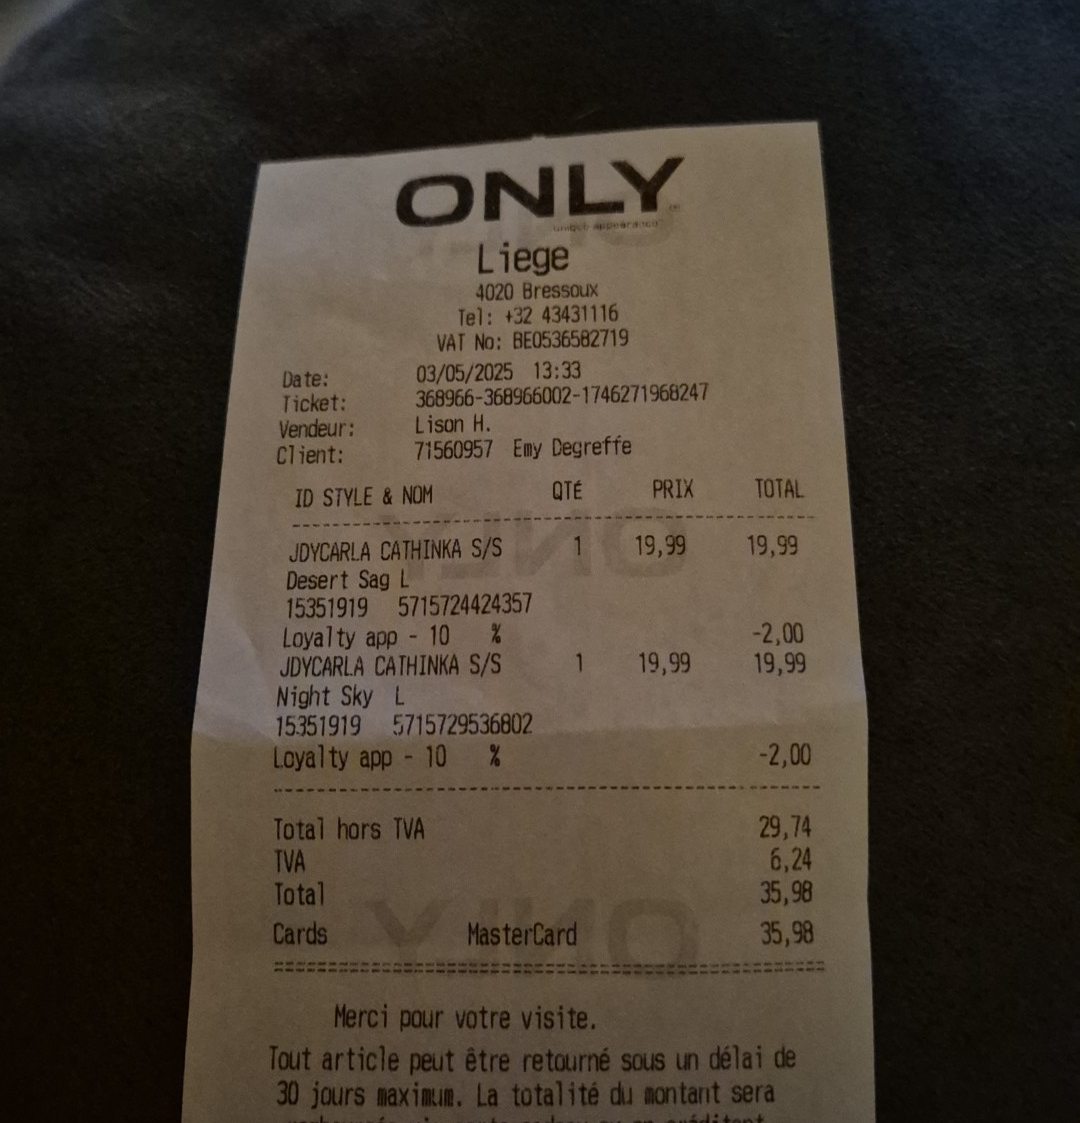 ONLY
Liege
4020 Bressoux
Tel: +32 43431116
VAT No: BE0536582719
Date: 03/05/2025 13:33
Ticket: 368966-368966002-1746271968247
Vendeur: Lison H.
Client: 71560957 Emy Degreffe
ID STYLE & NOM QTÉ PRIX TOTAL
JDYCARLA CATHINKA S/S 1 19,99 19,99
Desert Sag L
15351919 5715724424357
Loyalty app - 10 % -2,00
JDYCARLA CATHINKA S/S 1 19,99 19,99
Night Sky L
15351919 5715729536802
Loyalty app - 10 % -2,00
Total hors TVA 29,74
TVA 6,24
Total 35,98
Cards MasterCard 35,98
Merci pour votre visite.
Tout article peut être retourné sous un délai de
30 jours maximum. La totalité du montant sera